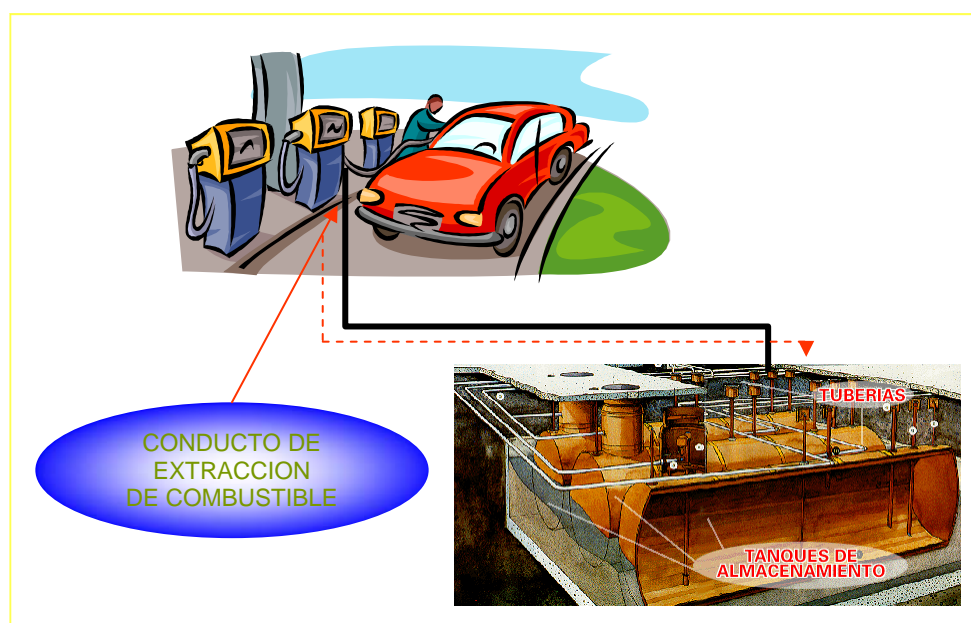 TUBERIAS
CONDUCTO DE
EXTRACCION
DE COMBUSTIBLE
TANQUES DE
ALMACENAMIENTO